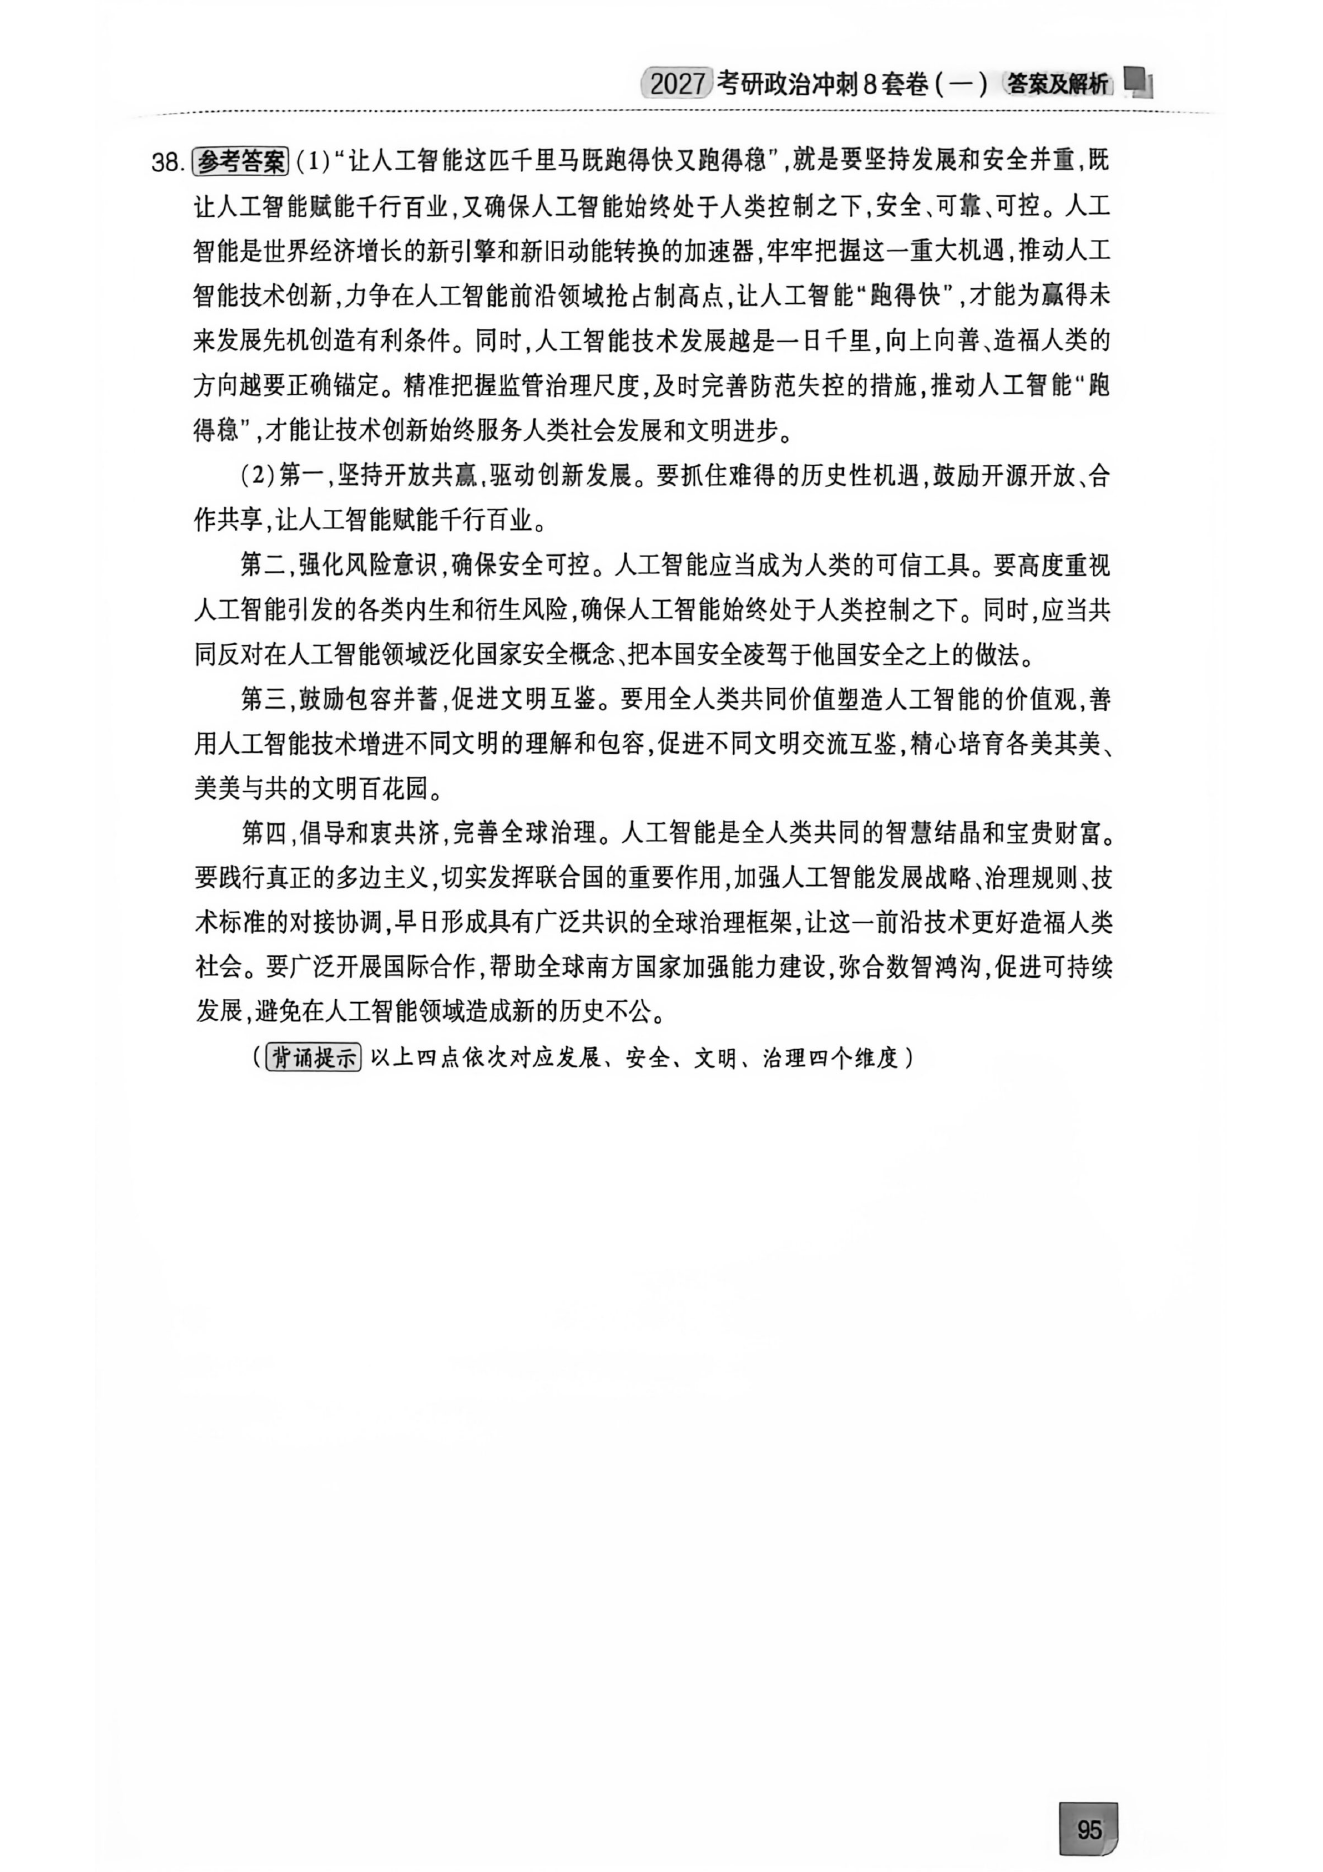 2027 考研政治冲刺8套卷(一) 答案及解析
38. 参考答案 (1)“让人工智能这匹千里马既跑得快又跑得稳”,就是要坚持发展和安全并重,既
让人工智能赋能千行百业,又确保人工智能始终处于人类控制之下,安全、可靠、可控。人工
智能是世界经济增长的新引擎和新旧动能转换的加速器,牢牢把握这一重大机遇,推动人工
智能技术创新,力争在人工智能前沿领域抢占制高点,让人工智能“跑得快”,才能为赢得未
来发展先机创造有利条件。同时,人工智能技术发展越是一日千里,向上向善、造福人类的
方向越要正确锚定。精准把握监管治理尺度,及时完善防范失控的措施,推动人工智能“跑
得稳”,才能让技术创新始终服务人类社会发展和文明进步。
(2)第一,坚持开放共赢,驱动创新发展。要抓住难得的历史性机遇,鼓励开源开放、合
作共享,让人工智能赋能千行百业。
第二,强化风险意识,确保安全可控。人工智能应当成为人类的可信工具。要高度重视
人工智能引发的各类内生和衍生风险,确保人工智能始终处于人类控制之下。同时,应当共
同反对在人工智能领域泛化国家安全概念、把本国安全凌驾于他国安全之上的做法。
第三,鼓励包容并蓄,促进文明互鉴。要用全人类共同价值塑造人工智能的价值观,善
用人工智能技术增进不同文明的理解和包容,促进不同文明交流互鉴,精心培育各美其美、
美美与共的文明百花园。
第四,倡导和衷共济,完善全球治理。人工智能是全人类共同的智慧结晶和宝贵财富。
要践行真正的多边主义,切实发挥联合国的重要作用,加强人工智能发展战略、治理规则、技
术标准的对接协调,早日形成具有广泛共识的全球治理框架,让这一前沿技术更好造福人类
社会。要广泛开展国际合作,帮助全球南方国家加强能力建设,弥合数智鸿沟,促进可持续
发展,避免在人工智能领域造成新的历史不公。
(背诵提示 以上四点依次对应发展、安全、文明、治理四个维度)
95